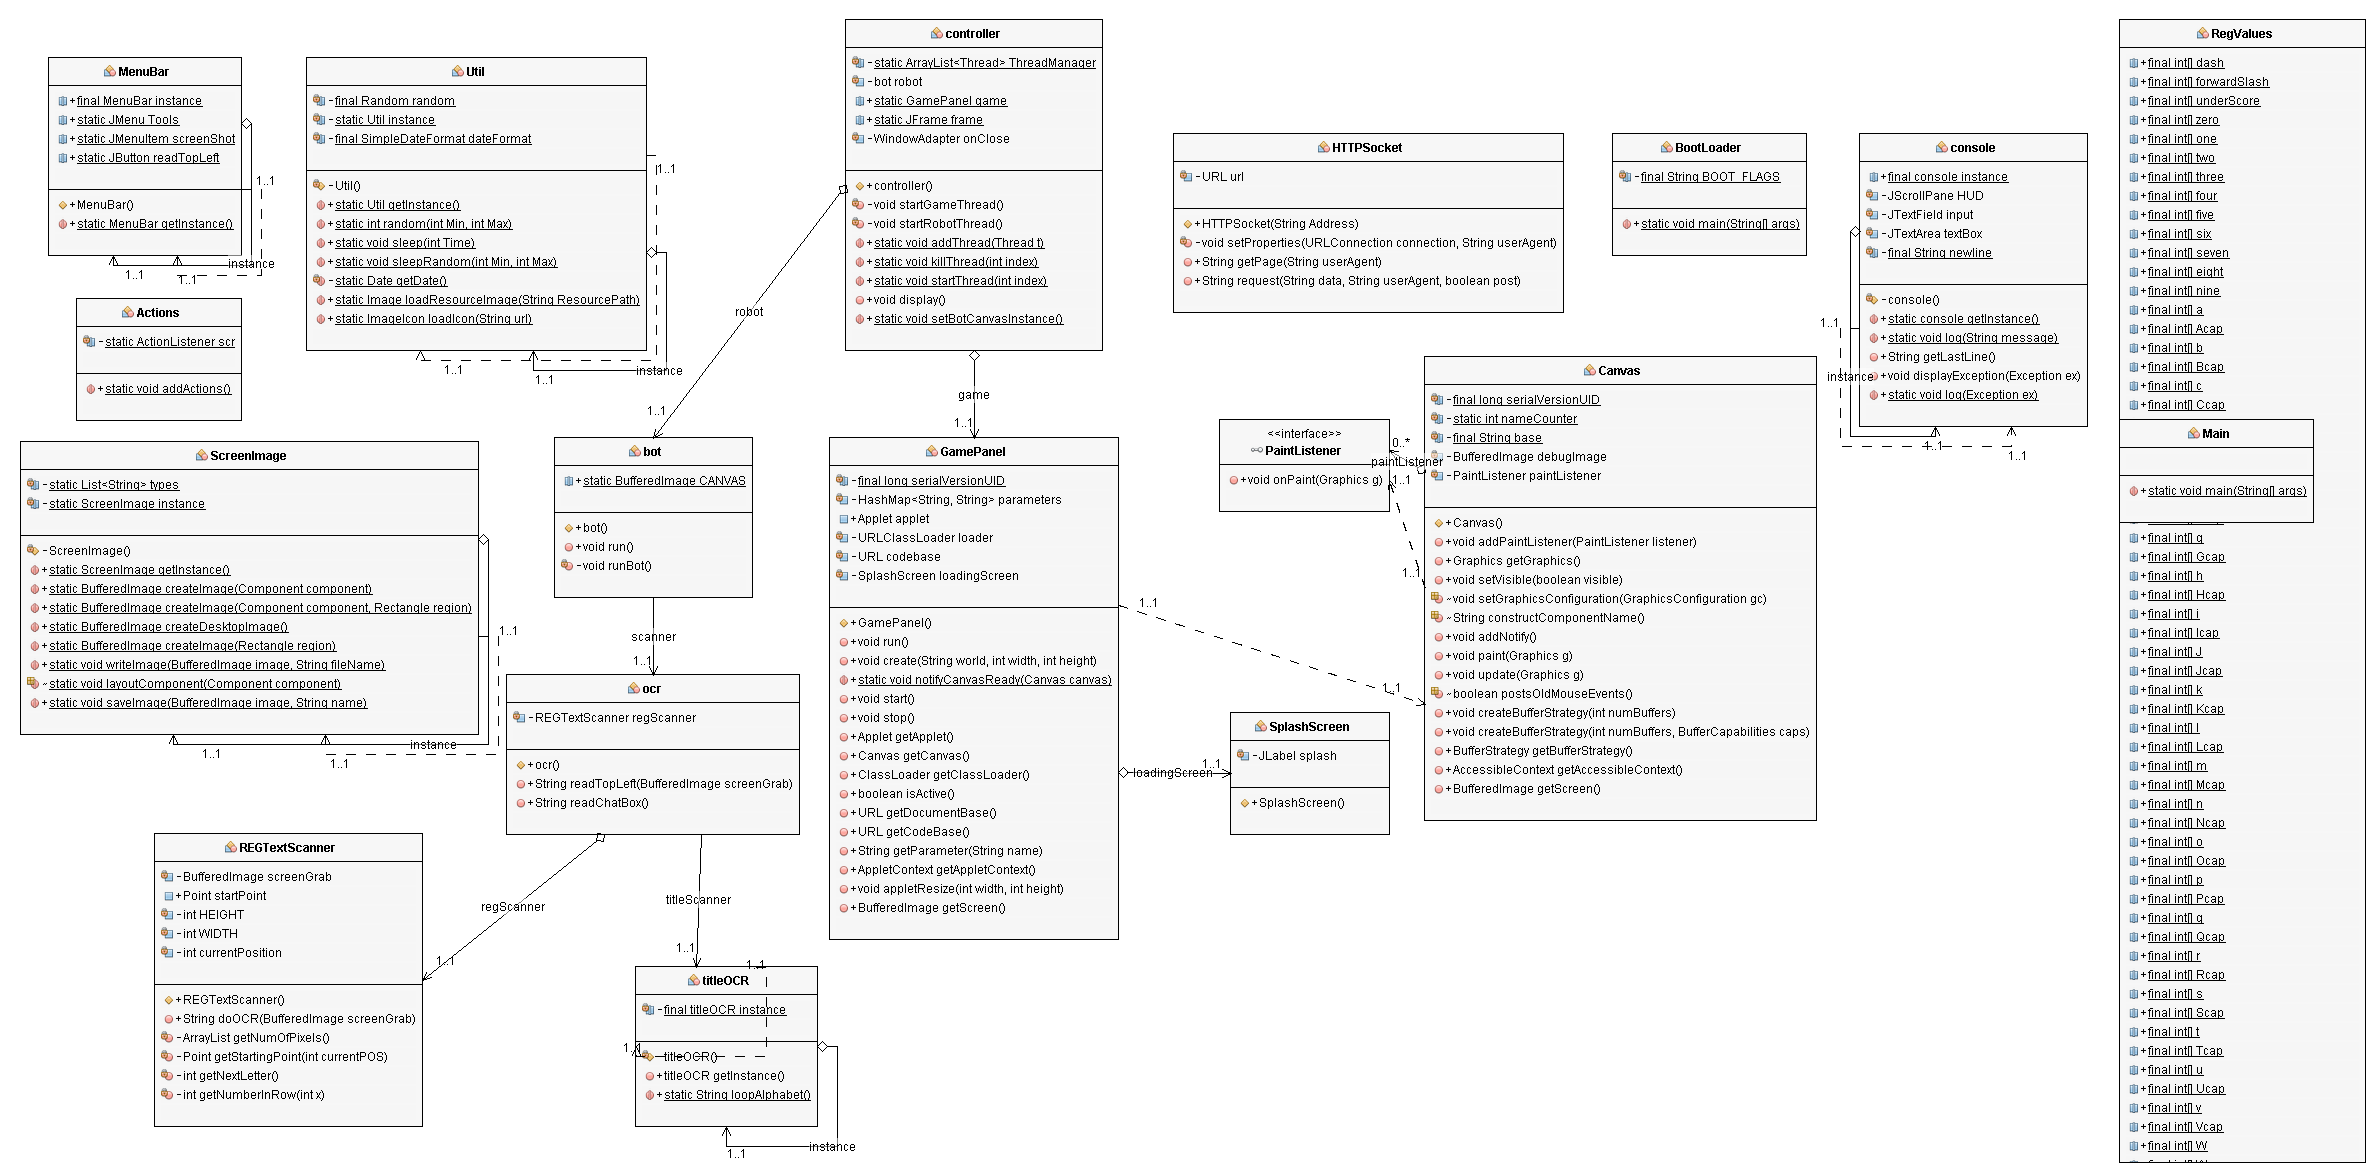 MenuBar
+final MenuBar instance
+static JMenu Tools
+static JMenuItem screenShot
+static JButton readTopLeft
+MenuBar()
+static MenuBar getInstance()
1..1
instance
1..1
1..1
Actions
-static ActionListener scr
+static void addActions()
Util
-final Random random
-static Util instance
-final SimpleDateFormat dateFormat
-Util()
+static Util getInstance()
+static int random(int Min, int Max)
+static void sleep(int Time)
+static void sleepRandom(int Min, int Max)
-static Date getDate()
+static Image loadResourceImage(String ResourcePath)
+static ImageIcon loadIcon(String url)
1..1
1..1
1..1
instance
controller
-static ArrayList<Thread> ThreadManager
-bot robot
+static GamePanel game
+static JFrame frame
-WindowAdapter onClose
+controller()
-void startGameThread()
-void startRobotThread()
+static void addThread(Thread t)
+static void killThread(int index)
+static void startThread(int index)
+void display()
+static void setBotCanvasInstance()
robot
1..1
game
1..1
HTTPSocket
-URL url
+HTTPSocket(String Address)
-void setProperties(URLConnection connection, String userAgent)
+String getPage(String userAgent)
+String request(String data, String userAgent, boolean post)
BootLoader
-final String BOOT_FLAGS
+static void main(String[] args)
console
+final console instance
-JScrollPane HUD
-JTextField input
-JTextArea textBox
-final String newline
-console()
+static console getInstance()
+static void log(String message)
+String getLastLine()
+void displayException(Exception ex)
+static void log(Exception ex)
1..1
instance
1..1
1..1
ScreenImage
-static List<String> types
-static ScreenImage instance
-ScreenImage()
+static ScreenImage getInstance()
+static BufferedImage createImage(Component component)
+static BufferedImage createImage(Component component, Rectangle region)
+static BufferedImage createDesktopImage()
+static BufferedImage createImage(Rectangle region)
+static void writeImage(BufferedImage image, String fileName)
~static void layoutComponent(Component component)
+static void saveImage(BufferedImage image, String name)
1..1
instance
1..1
1..1
bot
+static BufferedImage CANVAS
+bot()
+void run()
-void runBot()
scanner
1..1
ocr
-REGTextScanner regScanner
+ocr()
+String readTopLeft(BufferedImage screenGrab)
+String readChatBox()
regScanner
1..1
titleScanner
1..1
REGTextScanner
-BufferedImage screenGrab
+Point startPoint
-int HEIGHT
-int WIDTH
-int currentPosition
+REGTextScanner()
+String doOCR(BufferedImage screenGrab)
-ArrayList getNumOfPixels()
-Point getStartingPoint(int currentPOS)
-int getNextLetter()
-int getNumberInRow(int x)
titleOCR
-final titleOCR instance
-titleOCR()
+titleOCR getInstance()
+static String loopAlphabet()
1..1
1..1
1..1
instance
GamePanel
-final long serialVersionUID
-HashMap<String, String> parameters
+Applet applet
-URLClassLoader loader
-URL codebase
-SplashScreen loadingScreen
+GamePanel()
+void run()
+void create(String world, int width, int height)
+static void notifyCanvasReady(Canvas canvas)
+void start()
+void stop()
+Applet getApplet()
+Canvas getCanvas()
+ClassLoader getClassLoader()
+boolean isActive()
+URL getDocumentBase()
+URL getCodeBase()
+String getParameter(String name)
+AppletContext getAppletContext()
+void appletResize(int width, int height)
+BufferedImage getScreen()
1..1
1..1
loadingScreen
1..1
SplashScreen
-JLabel splash
+SplashScreen()
<<interface>>
PaintListener
+void onPaint(Graphics g)
0..*
paintListener
1..1
1..1
Canvas
-final long serialVersionUID
-static int nameCounter
-final String base
-BufferedImage debugImage
-PaintListener paintListener
+Canvas()
+void addPaintListener(PaintListener listener)
+Graphics getGraphics()
+void setVisible(boolean visible)
~void setGraphicsConfiguration(GraphicsConfiguration gc)
~String constructComponentName()
+void addNotify()
+void paint(Graphics g)
+void update(Graphics g)
~boolean postsOldMouseEvents()
+void createBufferStrategy(int numBuffers)
+void createBufferStrategy(int numBuffers, BufferCapabilities caps)
+BufferStrategy getBufferStrategy()
+AccessibleContext getAccessibleContext()
+BufferedImage getScreen()
RegValues
+final int[] dash
+final int[] forwardSlash
+final int[] underScore
+final int[] zero
+final int[] one
+final int[] two
+final int[] three
+final int[] four
+final int[] five
+final int[] six
+final int[] seven
+final int[] eight
+final int[] nine
+final int[] a
+final int[] Acap
+final int[] b
+final int[] Bcap
+final int[] c
+final int[] Ccap
Main
+static void main(String[] args)
+final int[] g
+final int[] Gcap
+final int[] h
+final int[] Hcap
+final int[] i
+final int[] Icap
+final int[] J
+final int[] Jcap
+final int[] k
+final int[] Kcap
+final int[] l
+final int[] Lcap
+final int[] m
+final int[] Mcap
+final int[] n
+final int[] Ncap
+final int[] o
+final int[] Ocap
+final int[] p
+final int[] Pcap
+final int[] q
+final int[] Qcap
+final int[] r
+final int[] Rcap
+final int[] s
+final int[] Scap
+final int[] t
+final int[] Tcap
+final int[] u
+final int[] Ucap
+final int[] v
+final int[] Vcap
+final int[] W